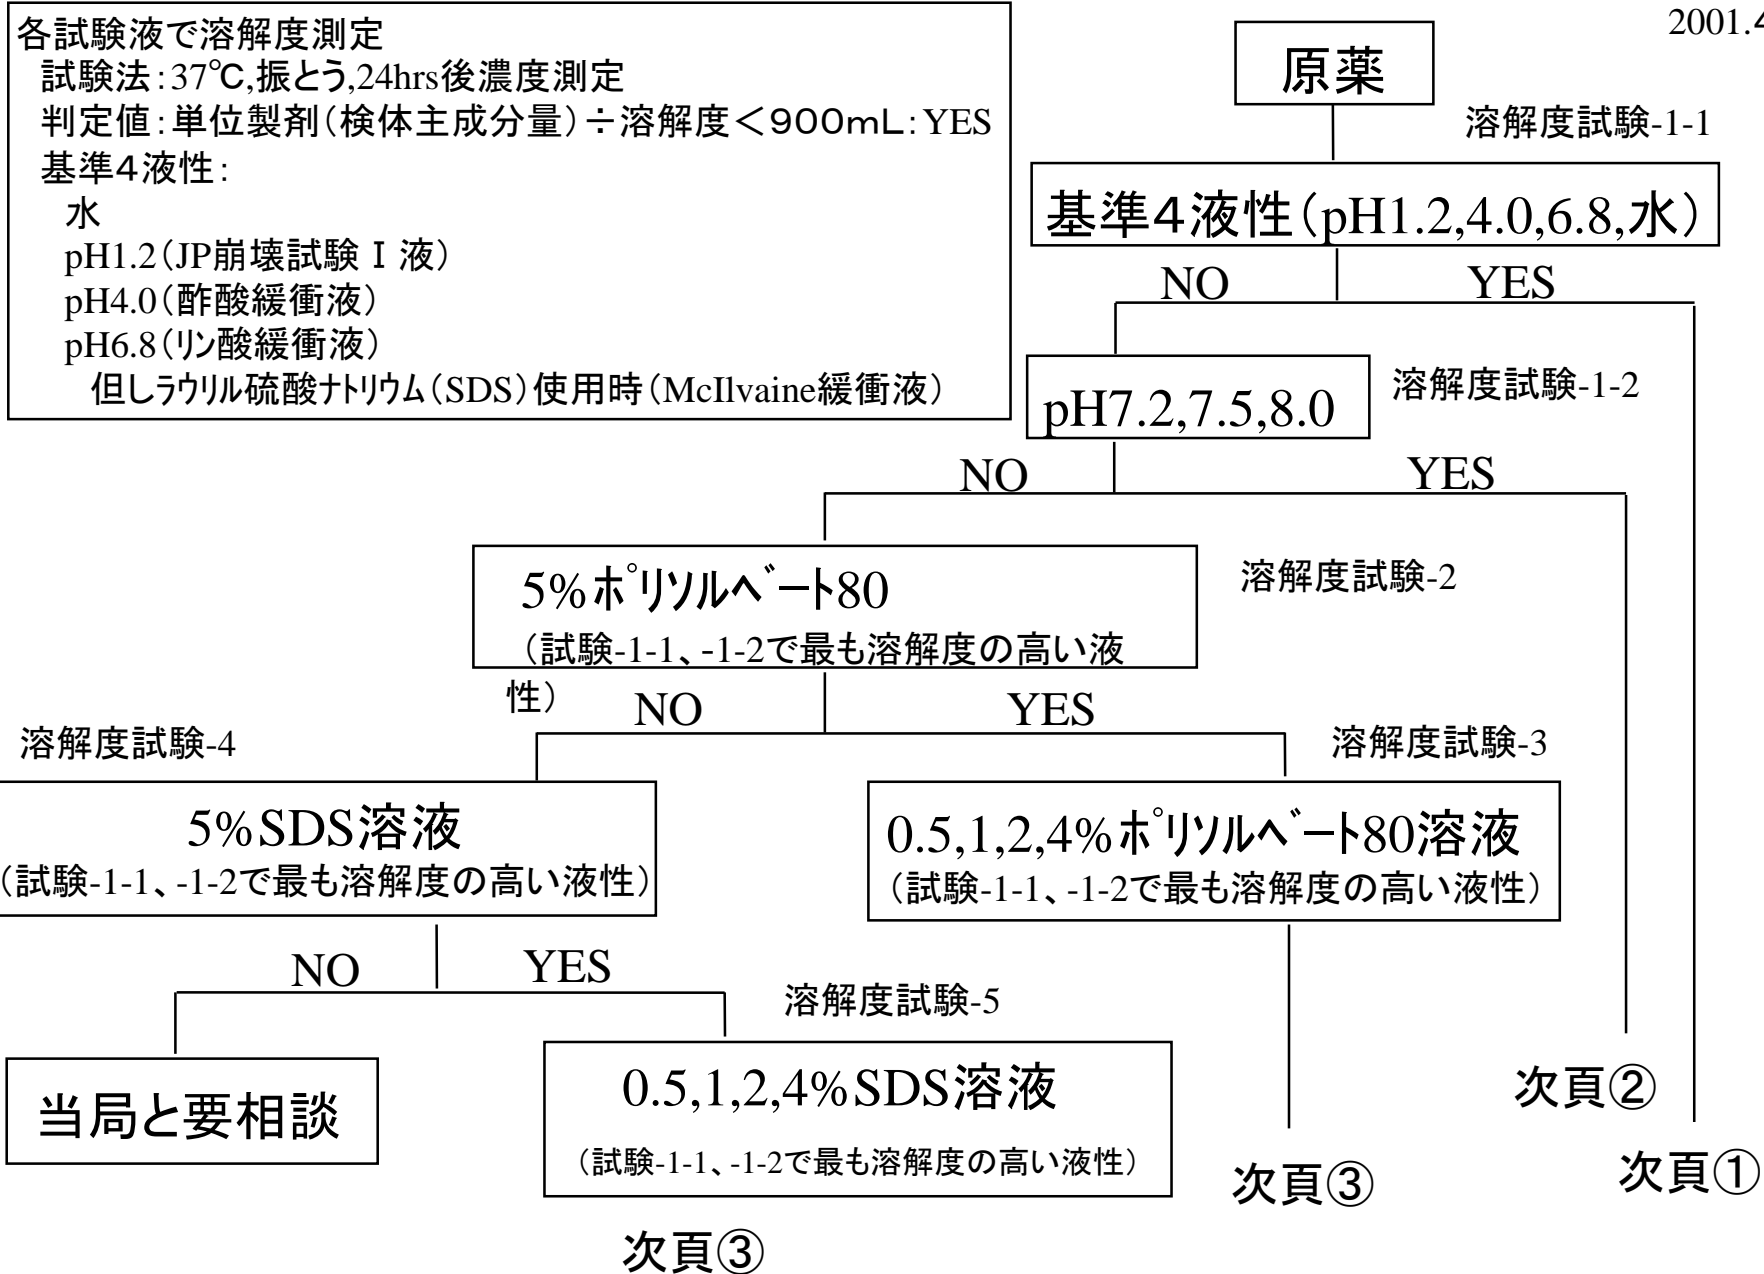 2001.4
各試験液で溶解度測定
試験法：37℃,振とう,24hrs後濃度測定
判定値：単位製剤（検体主成分量）÷溶解度＜900mL：YES
基準4液性：
水
pH1.2（JP崩壊試験Ⅰ液）
pH4.0（酢酸緩衝液）
pH6.8（リン酸緩衝液）
但しラウリル硫酸ナトリウム（SDS）使用時（McIlvaine緩衝液）
原薬
溶解度試験-1-1
基準4液性（pH1.2,4.0,6.8,水）
NO
YES
溶解度試験-1-2
pH7.2,7.5,8.0
NO
YES
5%ﾎﾟﾘｿﾙﾍﾞｰﾄ80
溶解度試験-2
（試験-1-1、-1-2で最も溶解度の高い液
性）
NO
YES
溶解度試験-4
溶解度試験-3
5%SDS溶液
（試験-1-1、-1-2で最も溶解度の高い液性）
0.5,1,2,4%ﾎﾟﾘｿﾙﾍﾞｰﾄ80溶液
（試験-1-1、-1-2で最も溶解度の高い液性）
NO
YES
溶解度試験-5
当局と要相談
0.5,1,2,4%SDS溶液
（試験-1-1、-1-2で最も溶解度の高い液性）
次頁②
次頁①
次頁③
次頁③